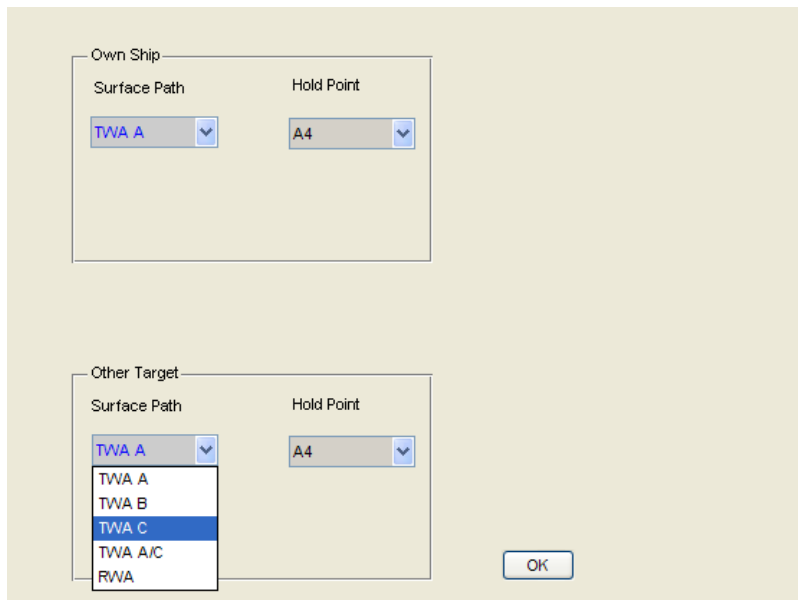 Own Ship
Surface Path Hold Point
TWA A A4
Other Target
Surface Path Hold Point
TWA A A4
TWA A
TWA B
TWA C
TWA A/C
RWA
OK